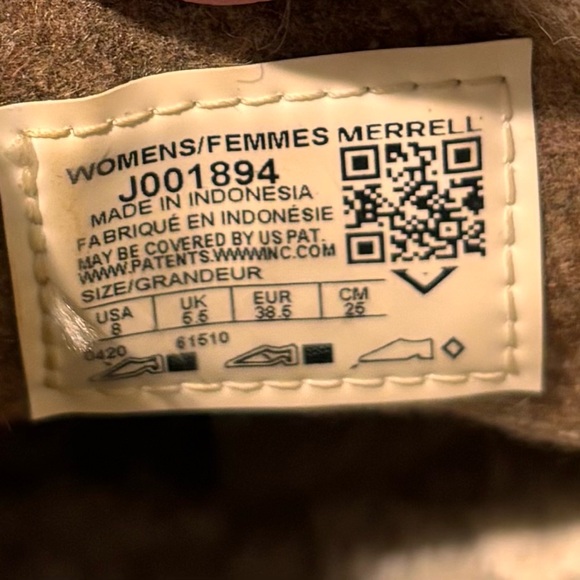 WOMENS/FEMMES MERRELL
J001894
MADE IN INDONESIA
FABRIQUÉ EN INDONÉSIE
MAY BE COVERED BY US PAT.
WWW.PATENTS.WWWINC.COM
SIZE/GRANDEUR
USA UK EUR CM
8 5.5 38.5 25
0420 61510